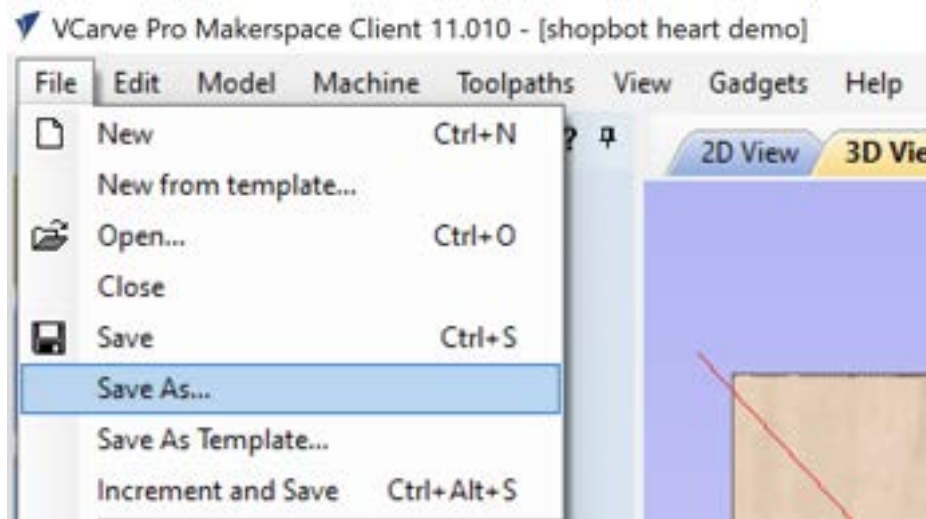 VCarve Pro Makerspace Client 11.010 - [shopbot heart demo]
File Edit Model Machine Toolpaths View Gadgets Help
New Ctrl+N ?
2D View 3D Vie
New from template...
Open... Ctrl+O
Close
Save Ctrl+S
Save As...
Save As Template...
Increment and Save Ctrl+Alt+S